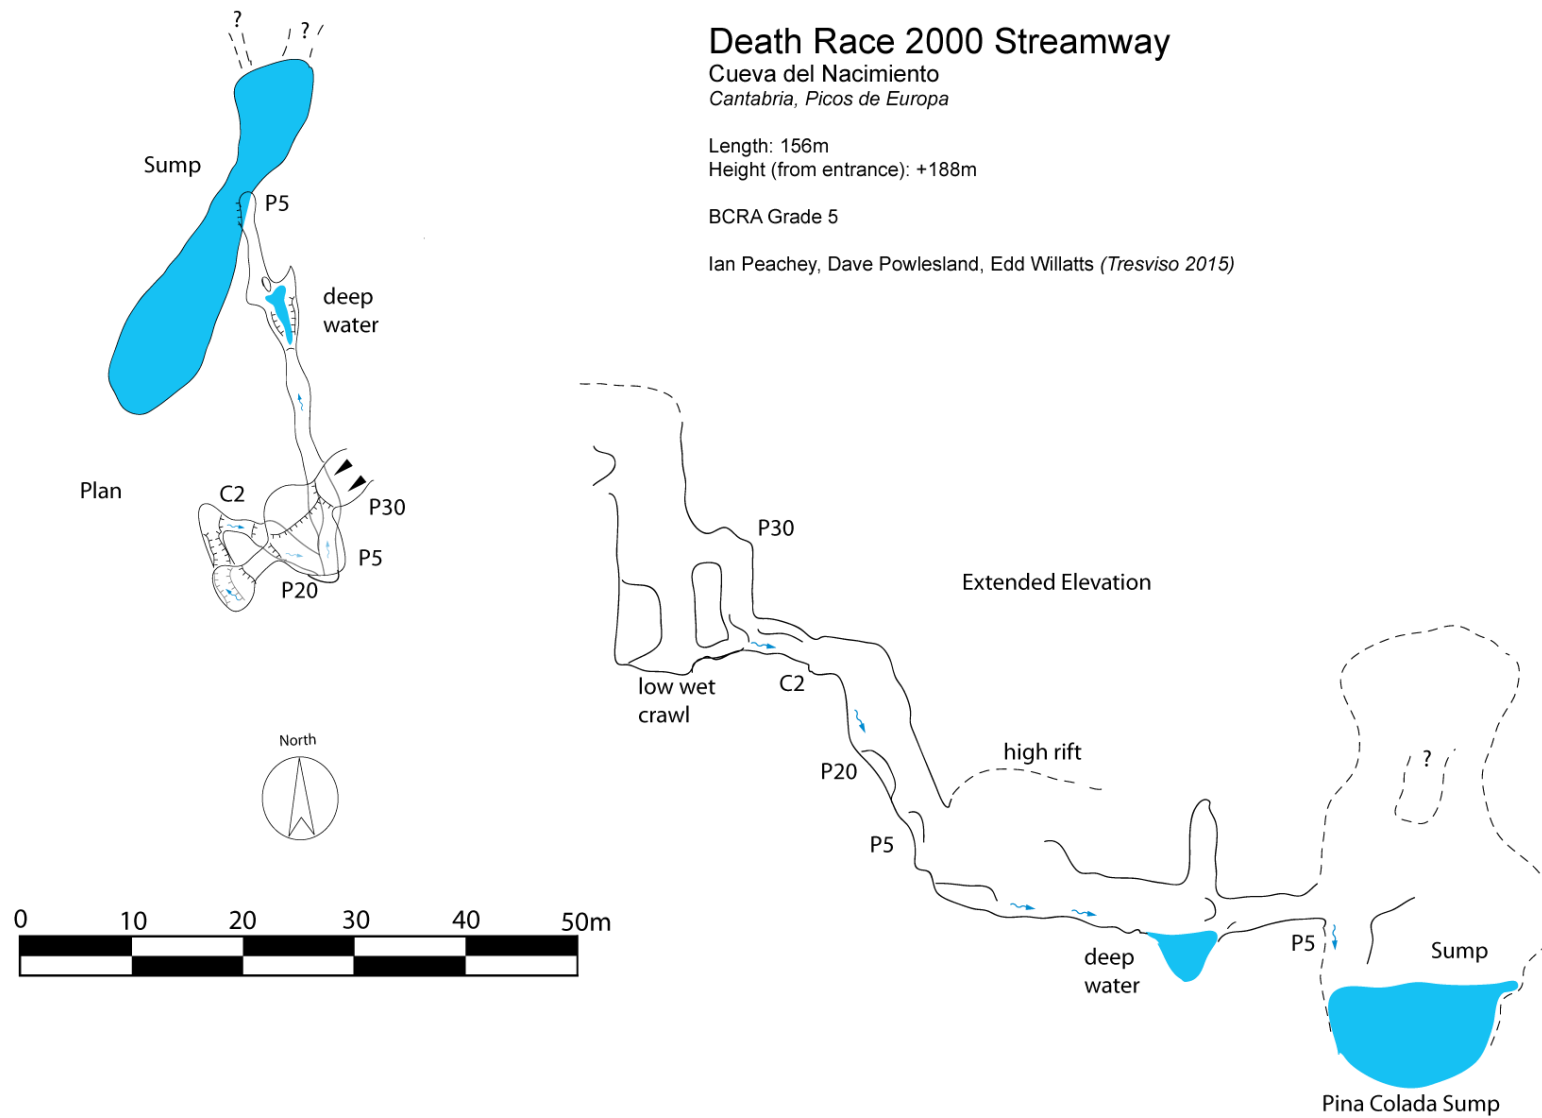 Death Race 2000 Streamway
Cueva del Nacimiento
Cantabria, Picos de Europa
Length: 156m
Height (from entrance): +188m
BCRA Grade 5
Ian Peachey, Dave Powlesland, Edd Willatts (Tresviso 2015)
?
?
Sump
P5
deep
water
Plan
C2
P30
P5
P20
North
0 10 20 30 40 50m
P30
Extended Elevation
low wet
crawl
C2
high rift
?
P20
P5
deep
water
P5
Sump
Pina Colada Sump